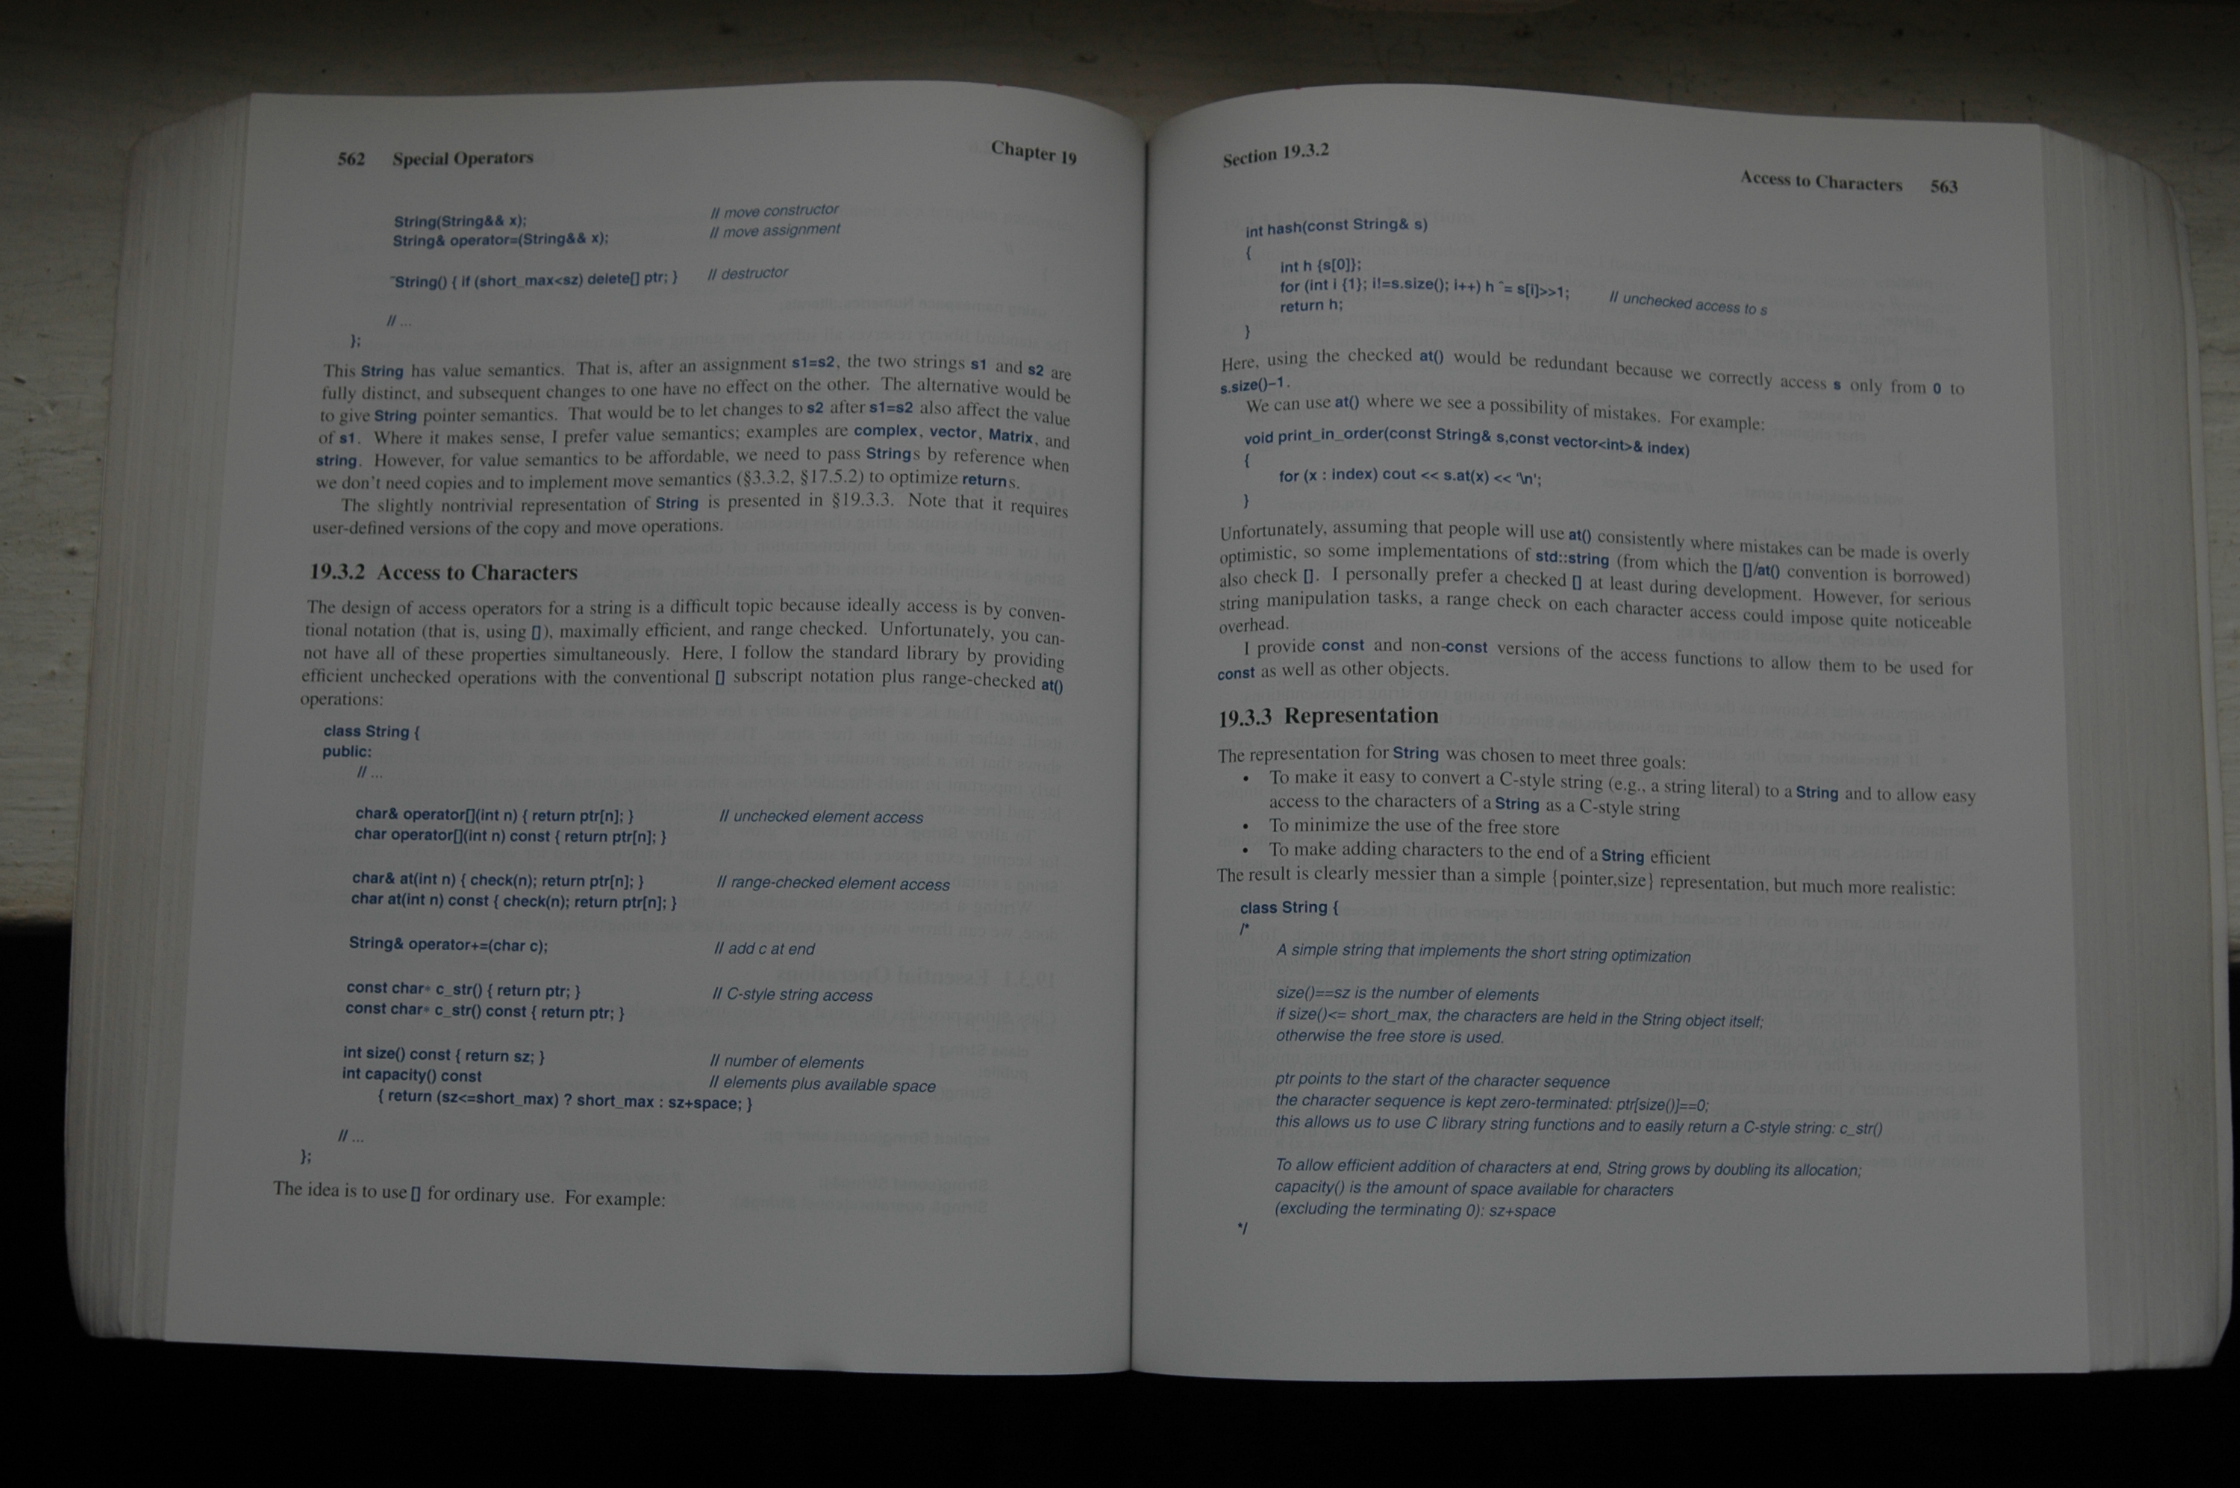 562 Special Operators Chapter 19
String(String&& x); // move constructor
String& operator=(String&& x); // move assignment
~String() { if (short_max<sz) delete[] ptr; } // destructor
// ...
};
This String has value semantics. That is, after an assignment s1=s2, the two strings s1 and s2 are
fully distinct, and subsequent changes to one have no effect on the other. The alternative would be
to give String pointer semantics. That would be to let changes to s2 after s1=s2 also affect the value
of s1. Where it makes sense, I prefer value semantics; examples are complex, vector, Matrix, and
string. However, for value semantics to be affordable, we need to pass Strings by reference when
we don't need copies and to implement move semantics (§3.3.2, §17.5.2) to optimize returns.
The slightly nontrivial representation of String is presented in §19.3.3. Note that it requires
user-defined versions of the copy and move operations.
19.3.2 Access to Characters
The design of access operators for a string is a difficult topic because ideally access is by conven-
tional notation (that is, using []), maximally efficient, and range checked. Unfortunately, you can-
not have all of these properties simultaneously. Here, I follow the standard library by providing
efficient unchecked operations with the conventional [] subscript notation plus range-checked at()
operations:
class String {
public:
// ...
char& operator[](int n) { return ptr[n]; } // unchecked element access
char operator[](int n) const { return ptr[n]; }
char& at(int n) { check(n); return ptr[n]; } // range-checked element access
char at(int n) const { check(n); return ptr[n]; }
String& operator+=(char c); // add c at end
const char* c_str() { return ptr; } // C-style string access
const char* c_str() const { return ptr; }
int size() const { return sz; } // number of elements
int capacity() const // elements plus available space
{ return (sz<=short_max) ? short_max : sz+space; }
// ...
};
The idea is to use [] for ordinary use. For example:
Section 19.3.2 Access to Characters 563
int hash(const String& s)
{
int h {s[0]};
for (int i {1}; i!=s.size(); i++) h ^= s[i]>>1; // unchecked access to s
return h;
}
Here, using the checked at() would be redundant because we correctly access s only from 0 to
s.size()−1.
We can use at() where we see a possibility of mistakes. For example:
void print_in_order(const String& s,const vector<int>& index)
{
for (x : index) cout << s.at(x) << '\n';
}
Unfortunately, assuming that people will use at() consistently where mistakes can be made is overly
optimistic, so some implementations of std::string (from which the []/at() convention is borrowed)
also check []. I personally prefer a checked [] at least during development. However, for serious
string manipulation tasks, a range check on each character access could impose quite noticeable
overhead.
I provide const and non-const versions of the access functions to allow them to be used for
const as well as other objects.
19.3.3 Representation
The representation for String was chosen to meet three goals:
• To make it easy to convert a C-style string (e.g., a string literal) to a String and to allow easy
access to the characters of a String as a C-style string
• To minimize the use of the free store
• To make adding characters to the end of a String efficient
The result is clearly messier than a simple {pointer,size} representation, but much more realistic:
class String {
/*
A simple string that implements the short string optimization
size()==sz is the number of elements
if size()<= short_max, the characters are held in the String object itself;
otherwise the free store is used.
ptr points to the start of the character sequence
the character sequence is kept zero-terminated: ptr[size()]==0;
this allows us to use C library string functions and to easily return a C-style string: c_str()
To allow efficient addition of characters at end, String grows by doubling its allocation;
capacity() is the amount of space available for characters
(excluding the terminating 0): sz+space
*/